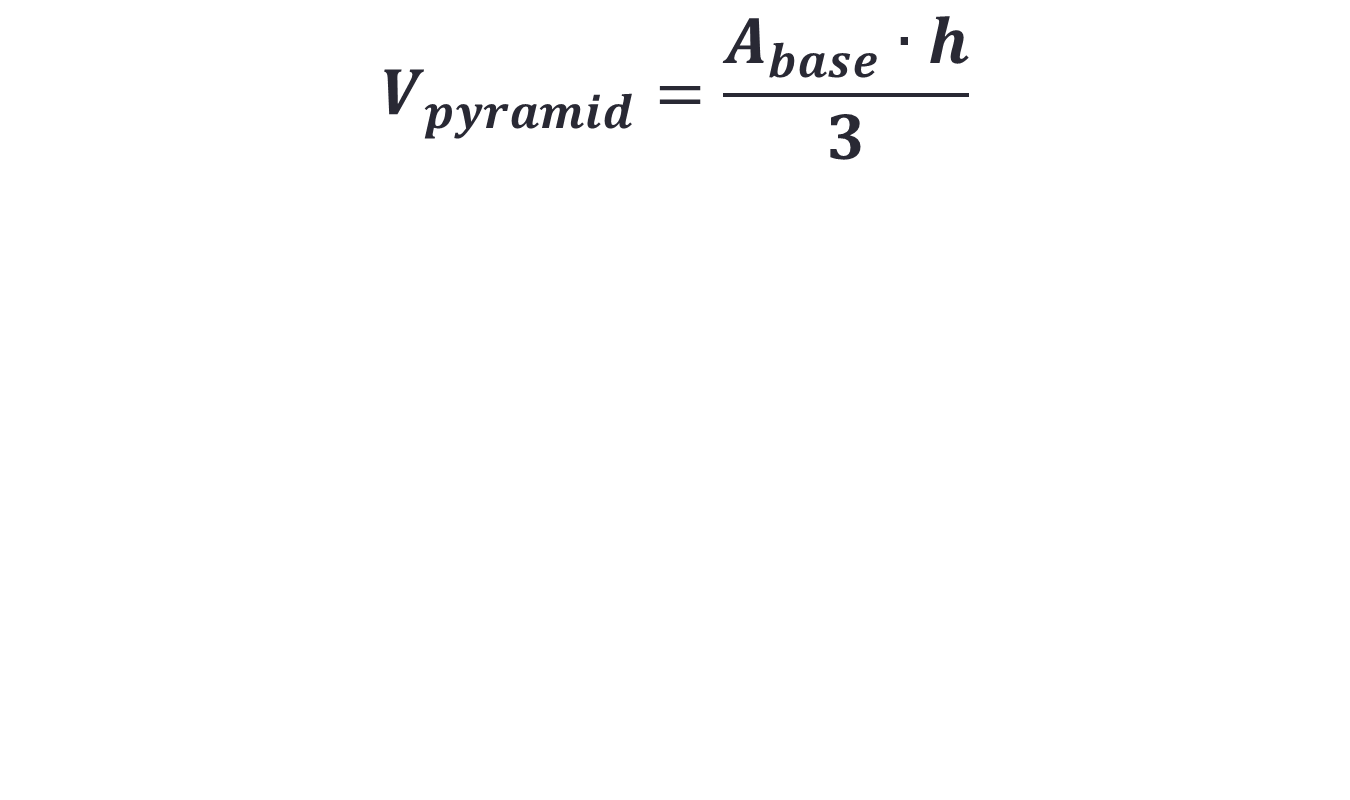 V_pyramid = (A_base · h) / 3